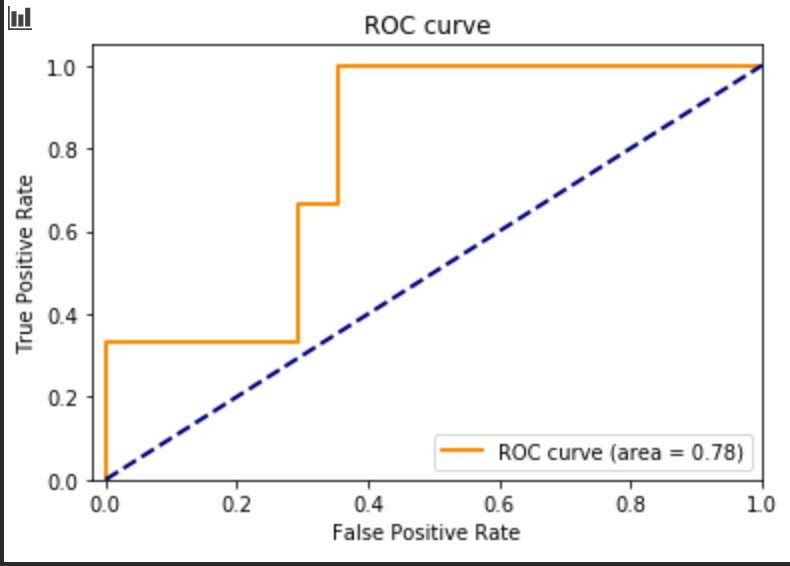 ROC curve
1.0
0.8
0.6
0.4
0.2
0.0
True Positive Rate
ROC curve (area = 0.78)
0.0 0.2 0.4 0.6 0.8 1.0
False Positive Rate